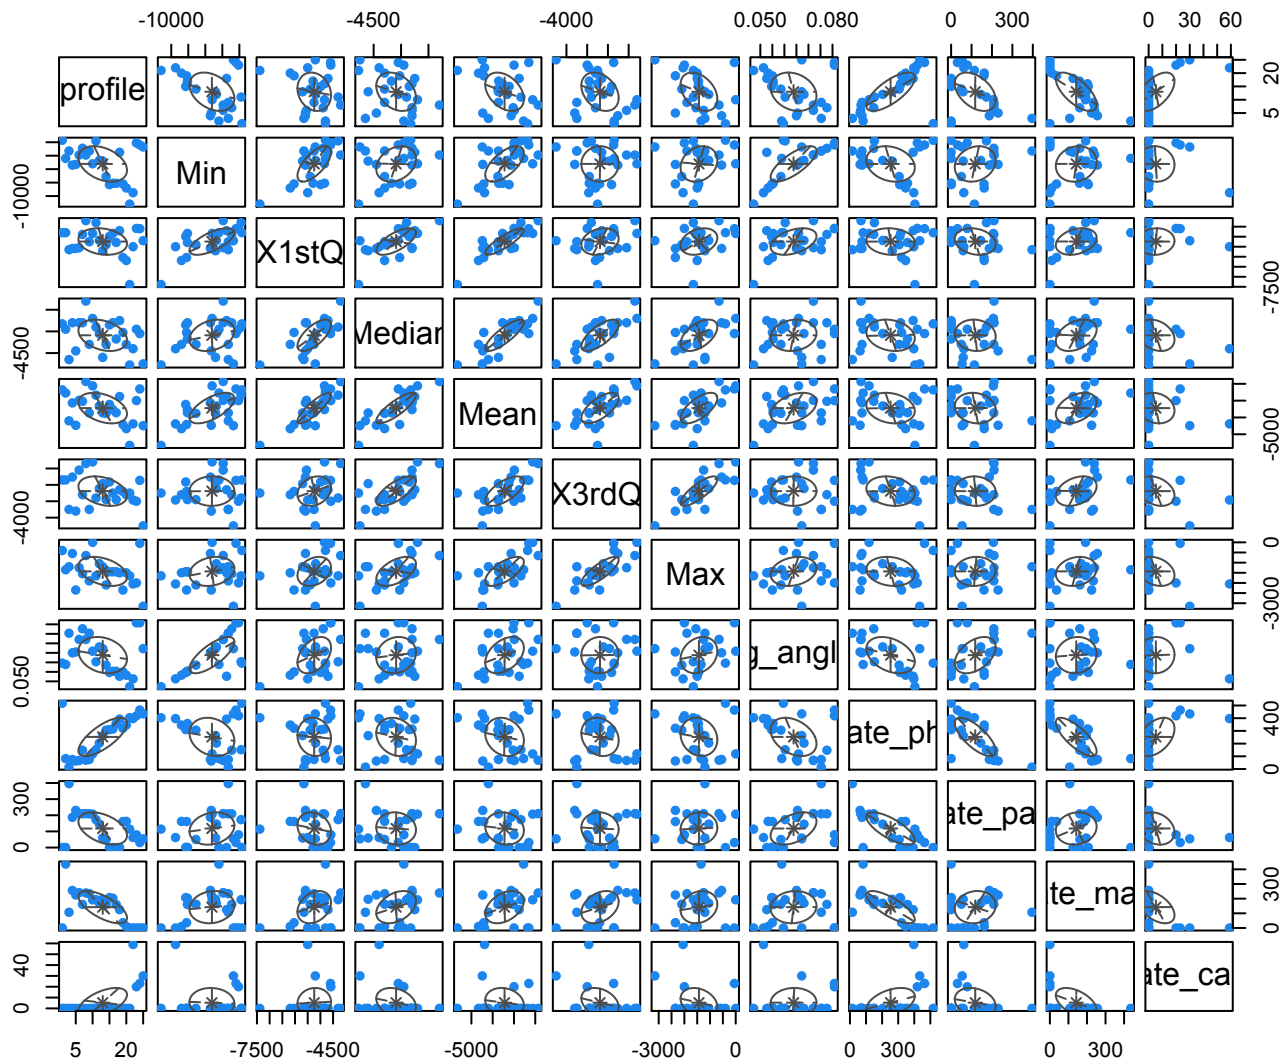 -10000 -4500 -4000 0.050 0.080 0 300 0 30 60
profile 5 20
-10000 Min
X1stQ -7500
-4500 Median
Mean -5000
-4000 X3rdQ
Max -3000 0
0.050 g_angl
ate_ph 0 400
0 300 ate_pa
te_ma 0 300
0 40 ate_ca
5 20 -7500 -4500 -5000 -3000 0 0 300 0 300